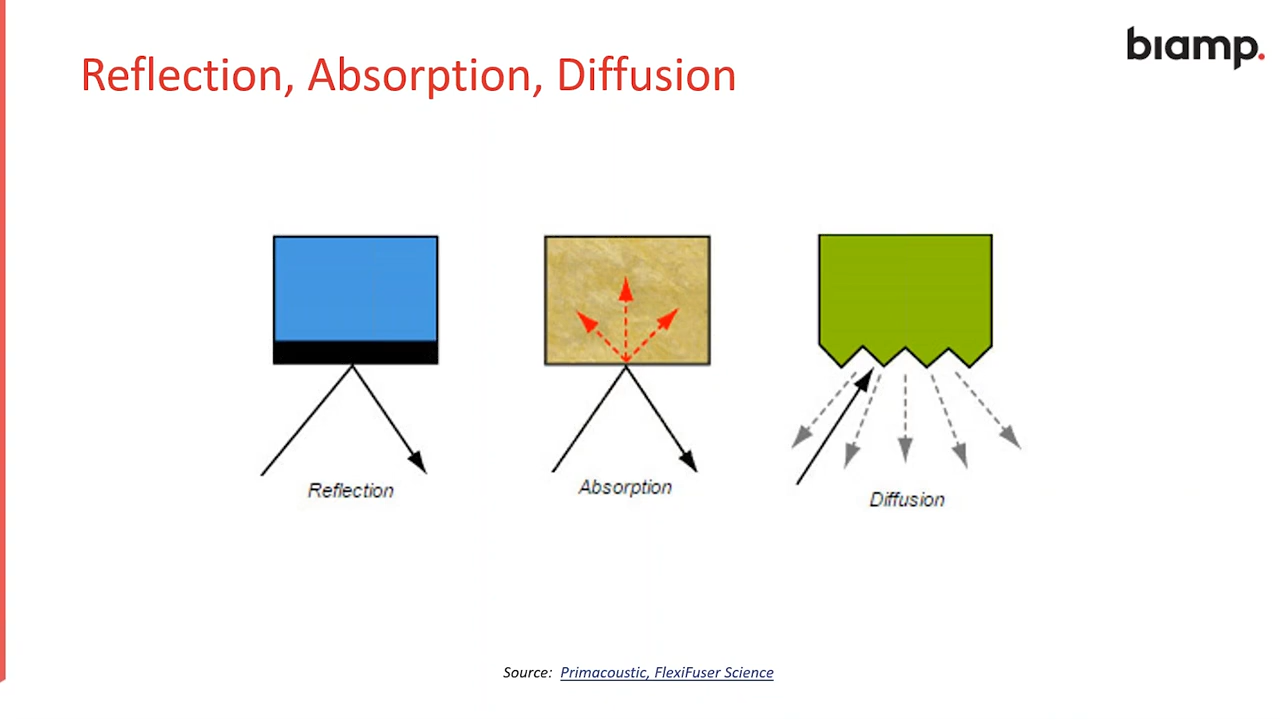 biamp.
Reflection, Absorption, Diffusion
Reflection
Absorption
Diffusion
Source: Primacoustic, FlexiFuser Science